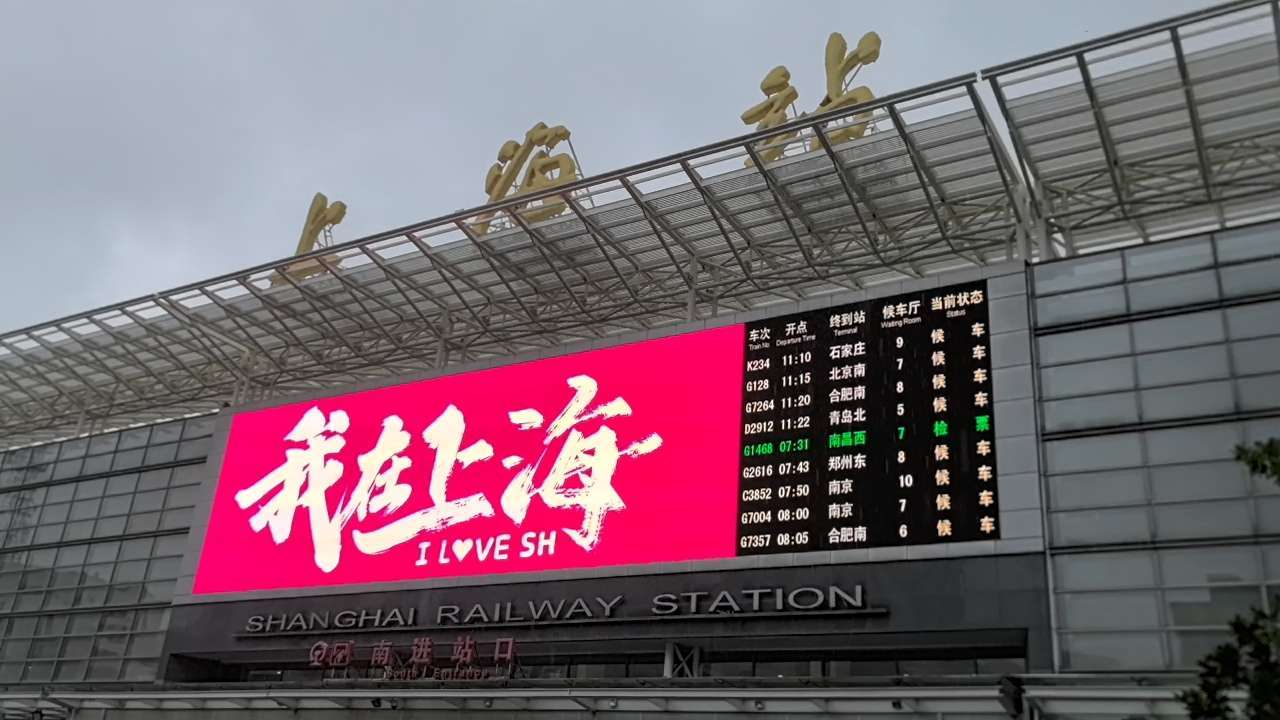 上海站
我在上海
I L♥VE SH
车次 开点 终到站 候车厅 当前状态
Train No Departure Time Terminal Waiting Room Status
K234 11:10 石家庄 9 候车
G128 11:15 北京南 7 候车
G7264 11:20 合肥南 8 候车
D2912 11:22 青岛北 5 候车
G1468 07:31 南昌西 7 检票
G2616 07:43 郑州东 8 候车
C3852 07:50 南京 10 候车
G7004 08:00 南京 7 候车
G7357 08:05 合肥南 6 候车
SHANGHAI RAILWAY STATION
南进站口
South 1 Entrance